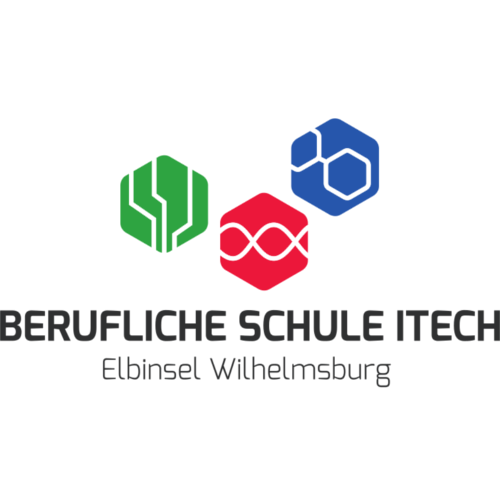 BERUFLICHE SCHULE ITECH
Elbinsel Wilhelmsburg